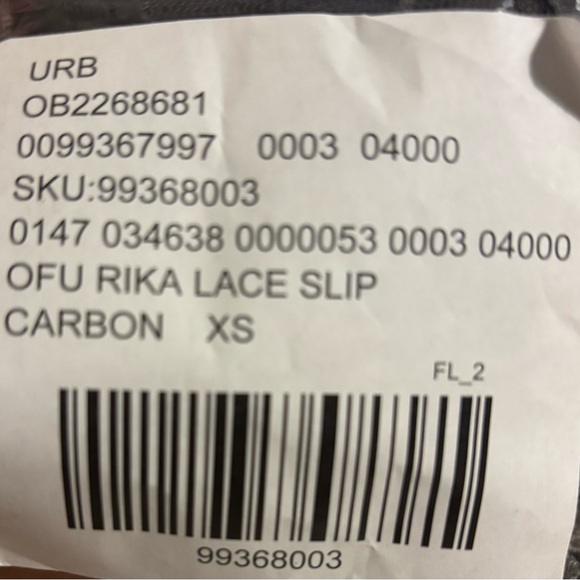 URB
OB2268681
0099367997 0003 04000
SKU:99368003
0147 034638 0000053 0003 04000
OFU RIKA LACE SLIP
CARBON XS
FL_2
99368003